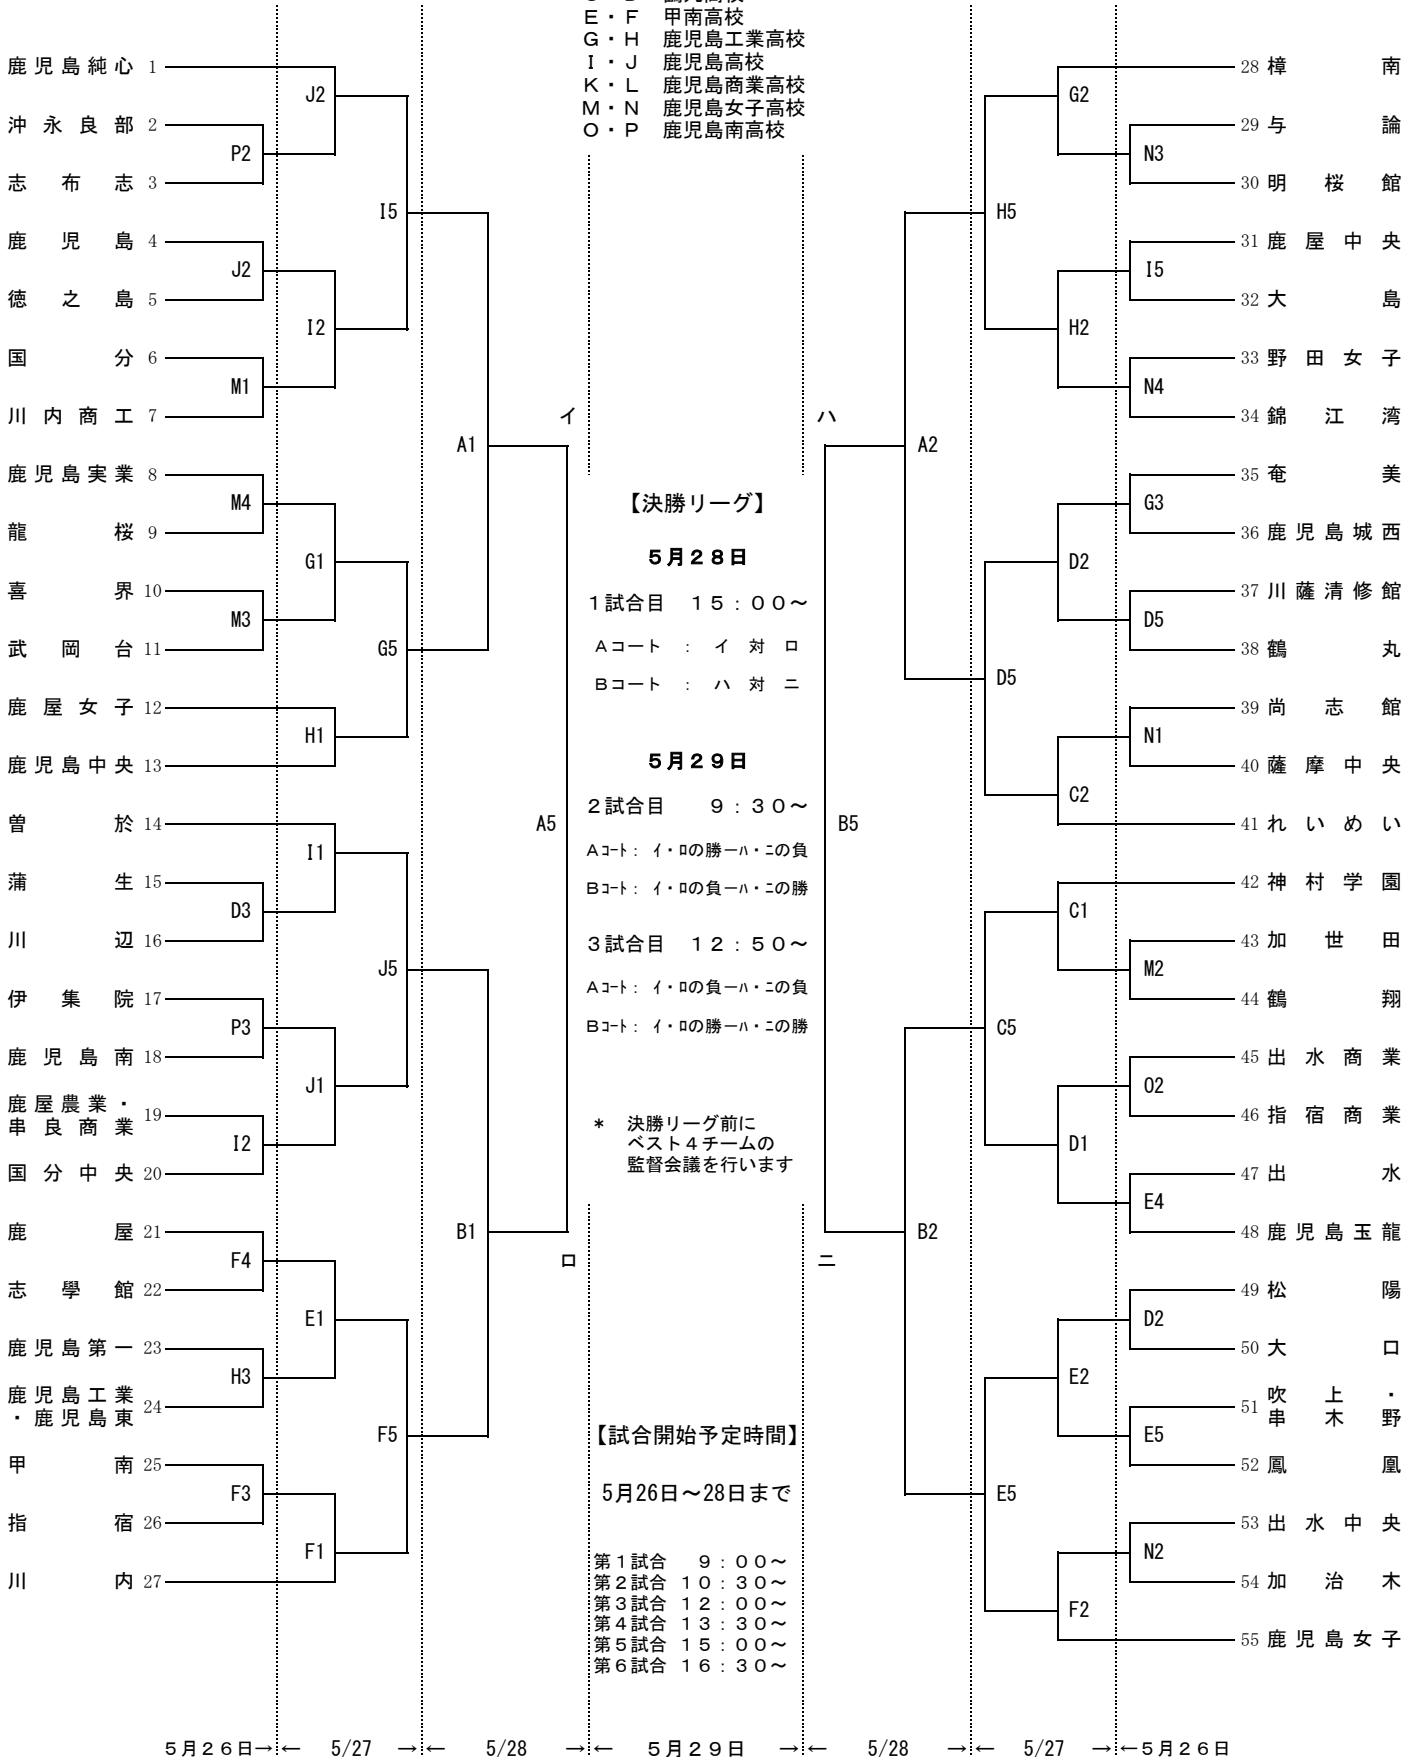 E・F 甲南高校
G・H 鹿児島工業高校
I・J 鹿児島高校
K・L 鹿児島商業高校
M・N 鹿児島女子高校
O・P 鹿児島南高校
鹿児島純心 1
沖永良部 2
志布志 3
鹿児島 4
徳之島 5
国分 6
川内商工 7
鹿児島実業 8
龍桜 9
喜界 10
武岡台 11
鹿屋女子 12
鹿児島中央 13
曽於 14
蒲生 15
川辺 16
伊集院 17
鹿児島南 18
鹿屋農業・
串良商業 19
国分中央 20
鹿屋 21
志學館 22
鹿児島第一 23
鹿児島工業
・鹿児島東 24
甲南 25
指宿 26
川内 27
P2
J2
M1
M4
M3
D3
P3
I2
F4
H3
F3
J2
I2
G1
H1
I1
J1
E1
F1
I5
G5
J5
F5
A1
B1
A5
イ
ロ
【決勝リーグ】
5月28日
1試合目 15:00～
Aコート : イ 対 ロ
Bコート : ハ 対 ニ
5月29日
2試合目 9:30～
Aコート: イ・ロの勝ーハ・ニの負
Bコート: イ・ロの負ーハ・ニの勝
3試合目 12:50～
Aコート: イ・ロの負ーハ・ニの負
Bコート: イ・ロの勝ーハ・ニの勝
* 決勝リーグ前に
ベスト4チームの
監督会議を行います
【試合開始予定時間】
5月26日～28日まで
第1試合 9:00～
第2試合 10:30～
第3試合 12:00～
第4試合 13:30～
第5試合 15:00～
第6試合 16:30～
ハ
ニ
B5
A2
B2
H5
D5
C5
E5
G2
H2
D2
C2
C1
D1
E2
F2
N3
I5
N4
G3
D5
N1
M2
O2
E4
D2
E5
N2
28 樟南
29 与論
30 明桜館
31 鹿屋中央
32 大島
33 野田女子
34 錦江湾
35 奄美
36 鹿児島城西
37 川薩清修館
38 鶴丸
39 尚志館
40 薩摩中央
41 れいめい
42 神村学園
43 加世田
44 鶴翔
45 出水商業
46 指宿商業
47 出水
48 鹿児島玉龍
49 松陽
50 大口
51 吹上・
串木野
52 鳳凰
53 出水中央
54 加治木
55 鹿児島女子
5月26日→ ← 5/27 → ← 5/28 → ← 5月29日 → ← 5/28 → ← 5/27 → ←5月26日